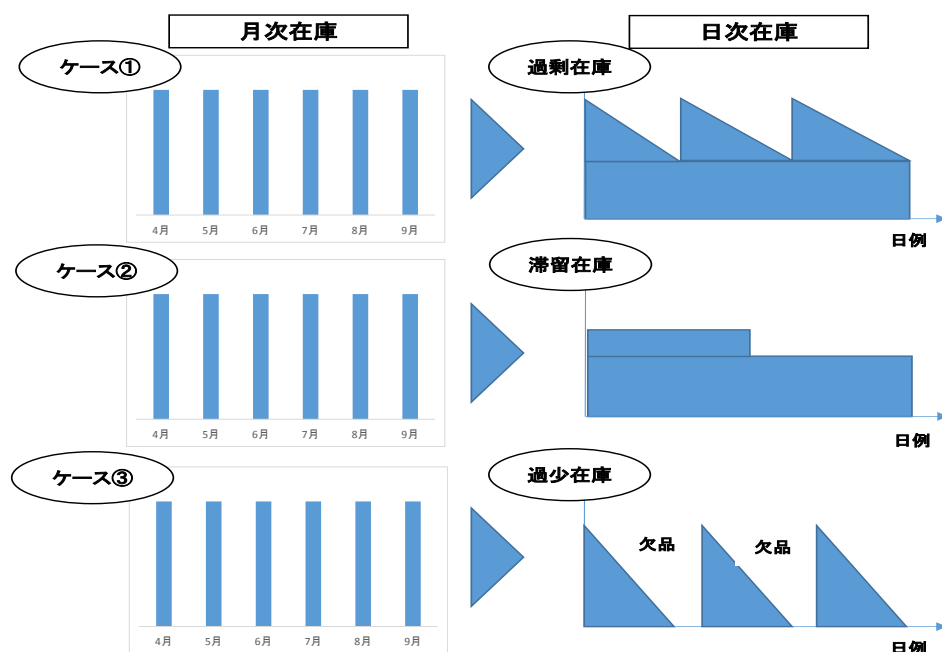 月次在庫
日次在庫
ケース①
過剰在庫
4月 5月 6月 7月 8月 9月
日例
ケース②
滞留在庫
4月 5月 6月 7月 8月 9月
日例
ケース③
過少在庫
欠品
欠品
4月 5月 6月 7月 8月 9月
日例